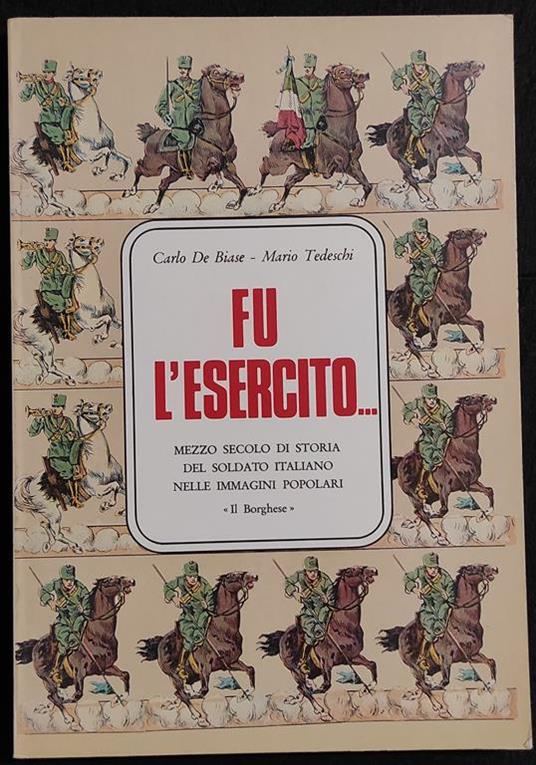 Carlo De Biase - Mario Tedeschi
FU
L'ESERCITO...
MEZZO SECOLO DI STORIA
DEL SOLDATO ITALIANO
NELLE IMMAGINI POPOLARI
«Il Borghese»